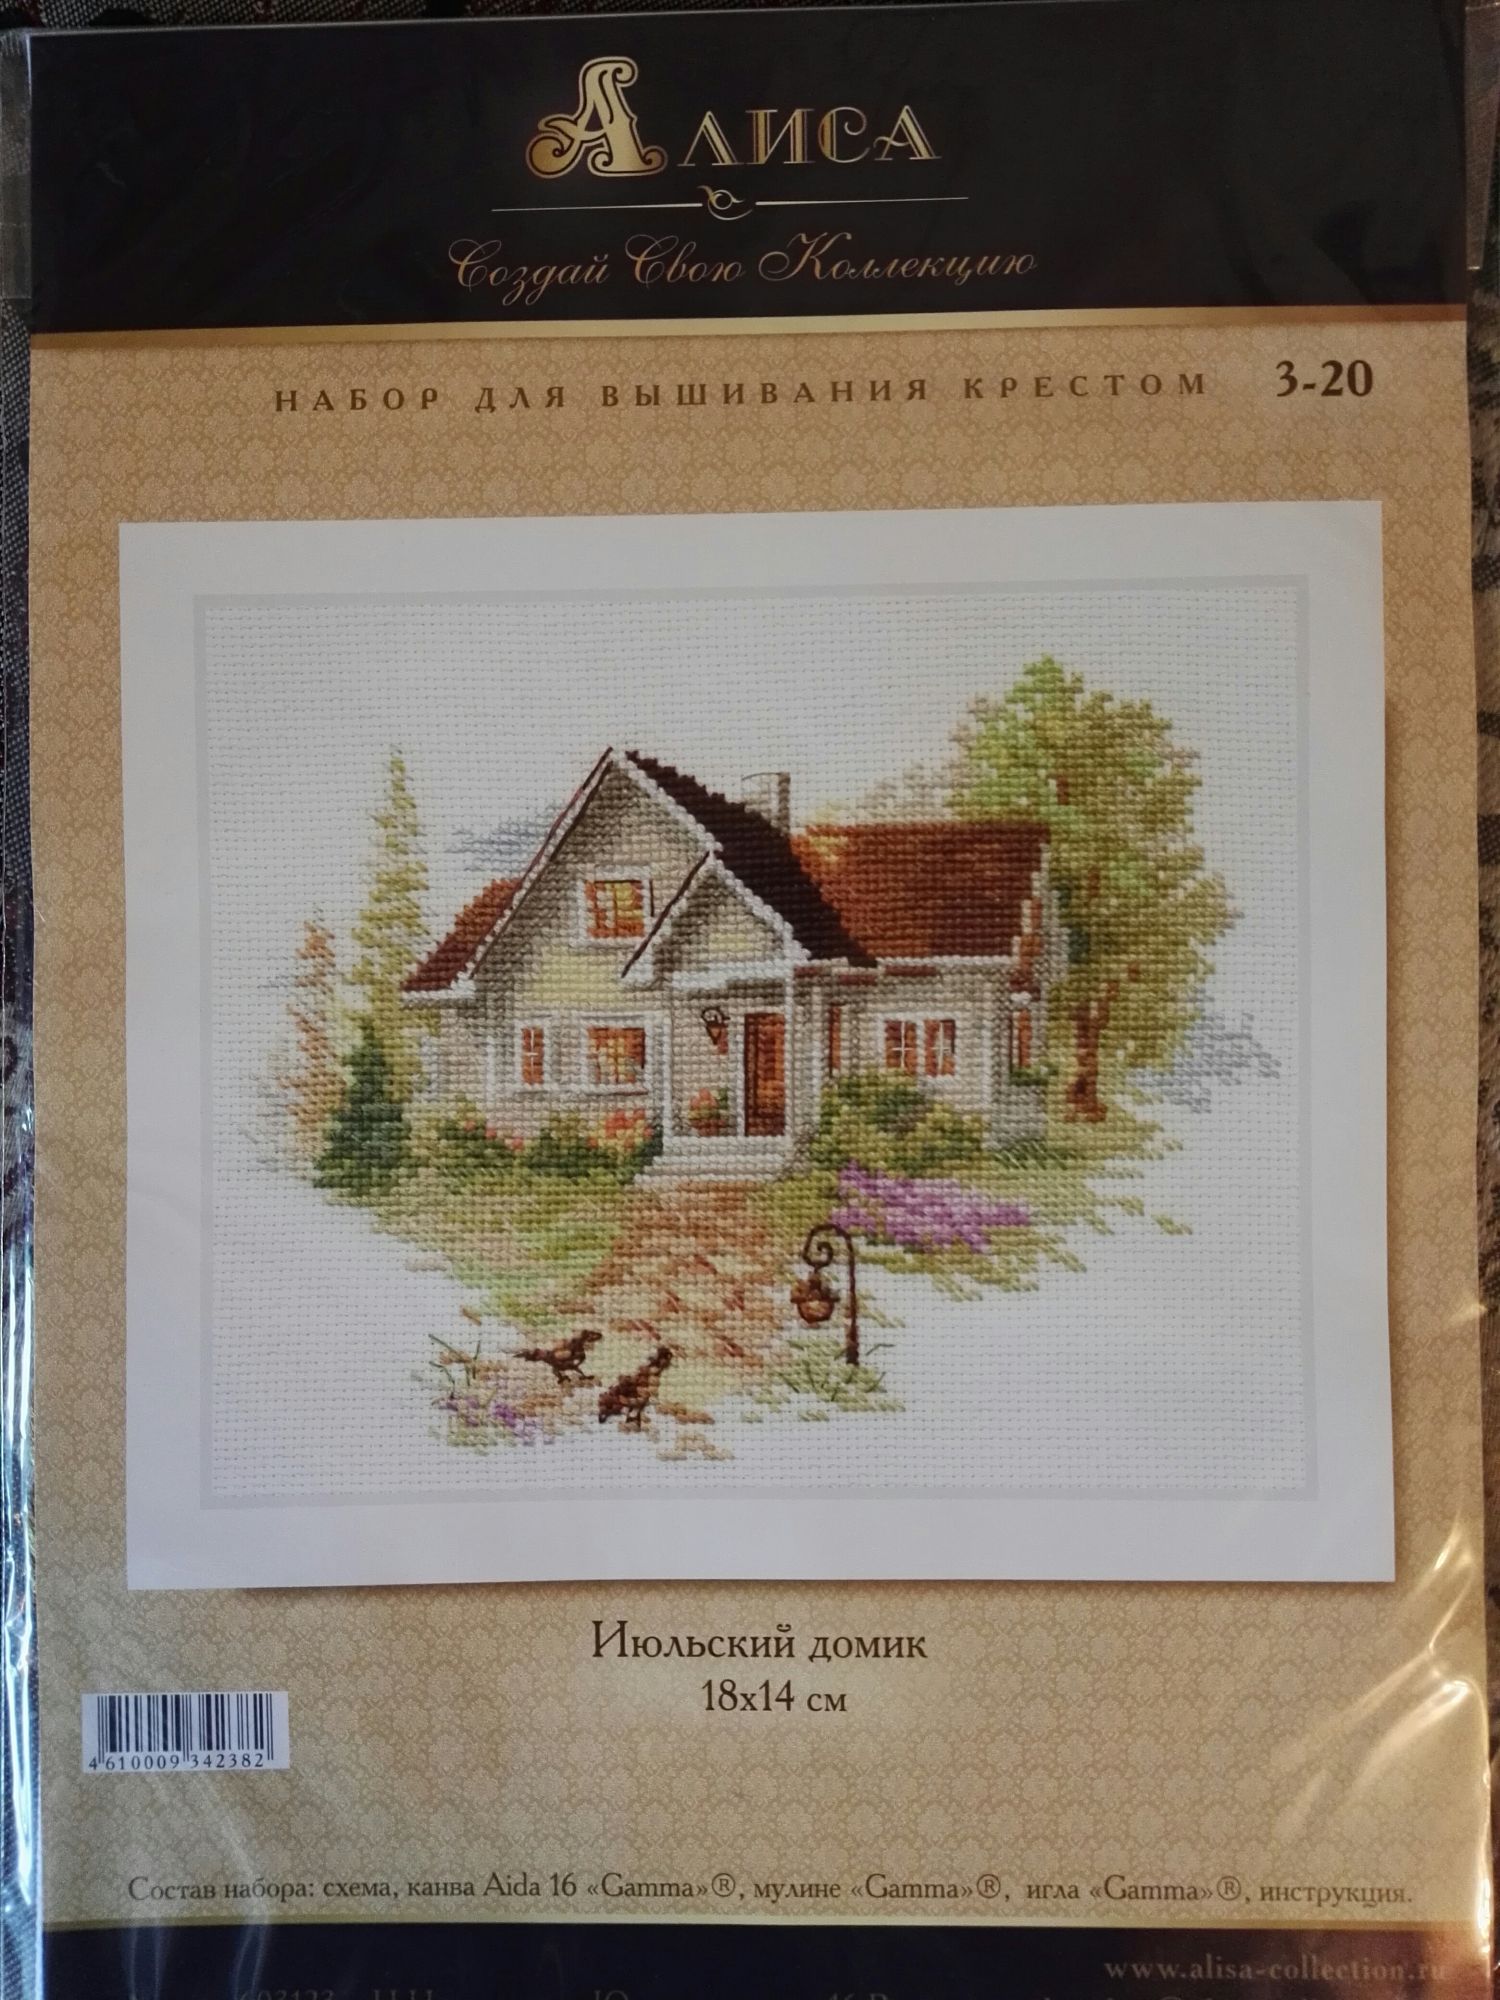 Алиса
Создай Свою Коллекцию
НАБОР ДЛЯ ВЫШИВАНИЯ КРЕСТОМ 3-20
Июльский домик
18x14 см
4 610009 342382
Состав набора: схема, канва Aida 16 «Gamma»®, мулине «Gamma»®, игла «Gamma»®, инструкция.
www.alisa-collection.ru